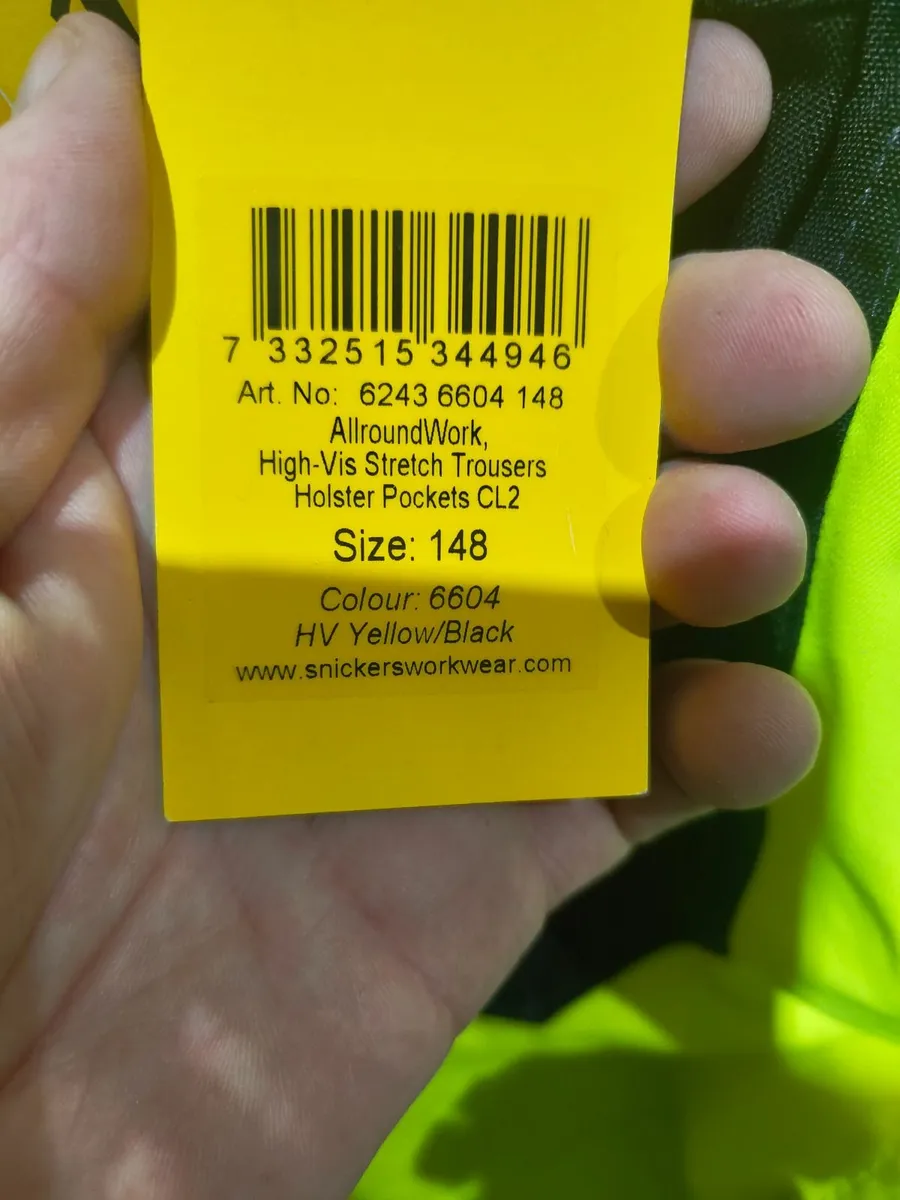 7 332515 344946
Art. No: 6243 6604 148
AllroundWork,
High-Vis Stretch Trousers
Holster Pockets CL2
Size: 148
Colour: 6604
HV Yellow/Black
www.snickersworkwear.com